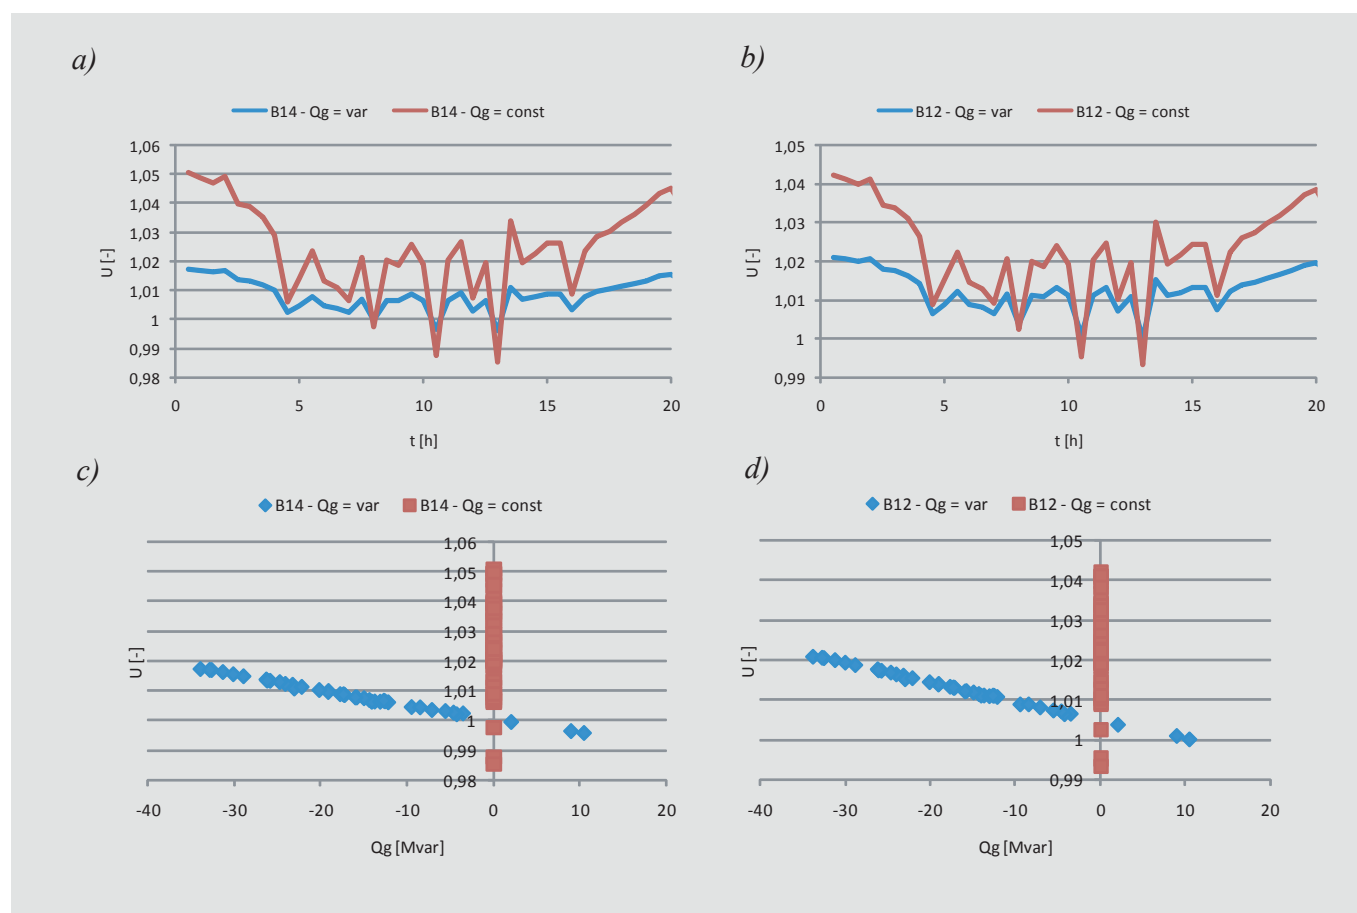 a)
B14 - Qg = var
B14 - Qg = const
1,06
1,05
1,04
1,03
1,02
1,01
1
0,99
0,98
U [-]
0
5
10
15
20
t [h]
b)
B12 - Qg = var
B12 - Qg = const
1,05
1,04
1,03
1,02
1,01
1
0,99
U [-]
0
5
10
15
20
t [h]
c)
B14 - Qg = var
B14 - Qg = const
1,06
1,05
1,04
1,03
1,02
1,01
1
0,99
0,98
U [-]
-40
-30
-20
-10
0
10
20
Qg [Mvar]
d)
B12 - Qg = var
B12 - Qg = const
1,05
1,04
1,03
1,02
1,01
1
0,99
U [-]
-40
-30
-20
-10
0
10
20
Qg [Mvar]